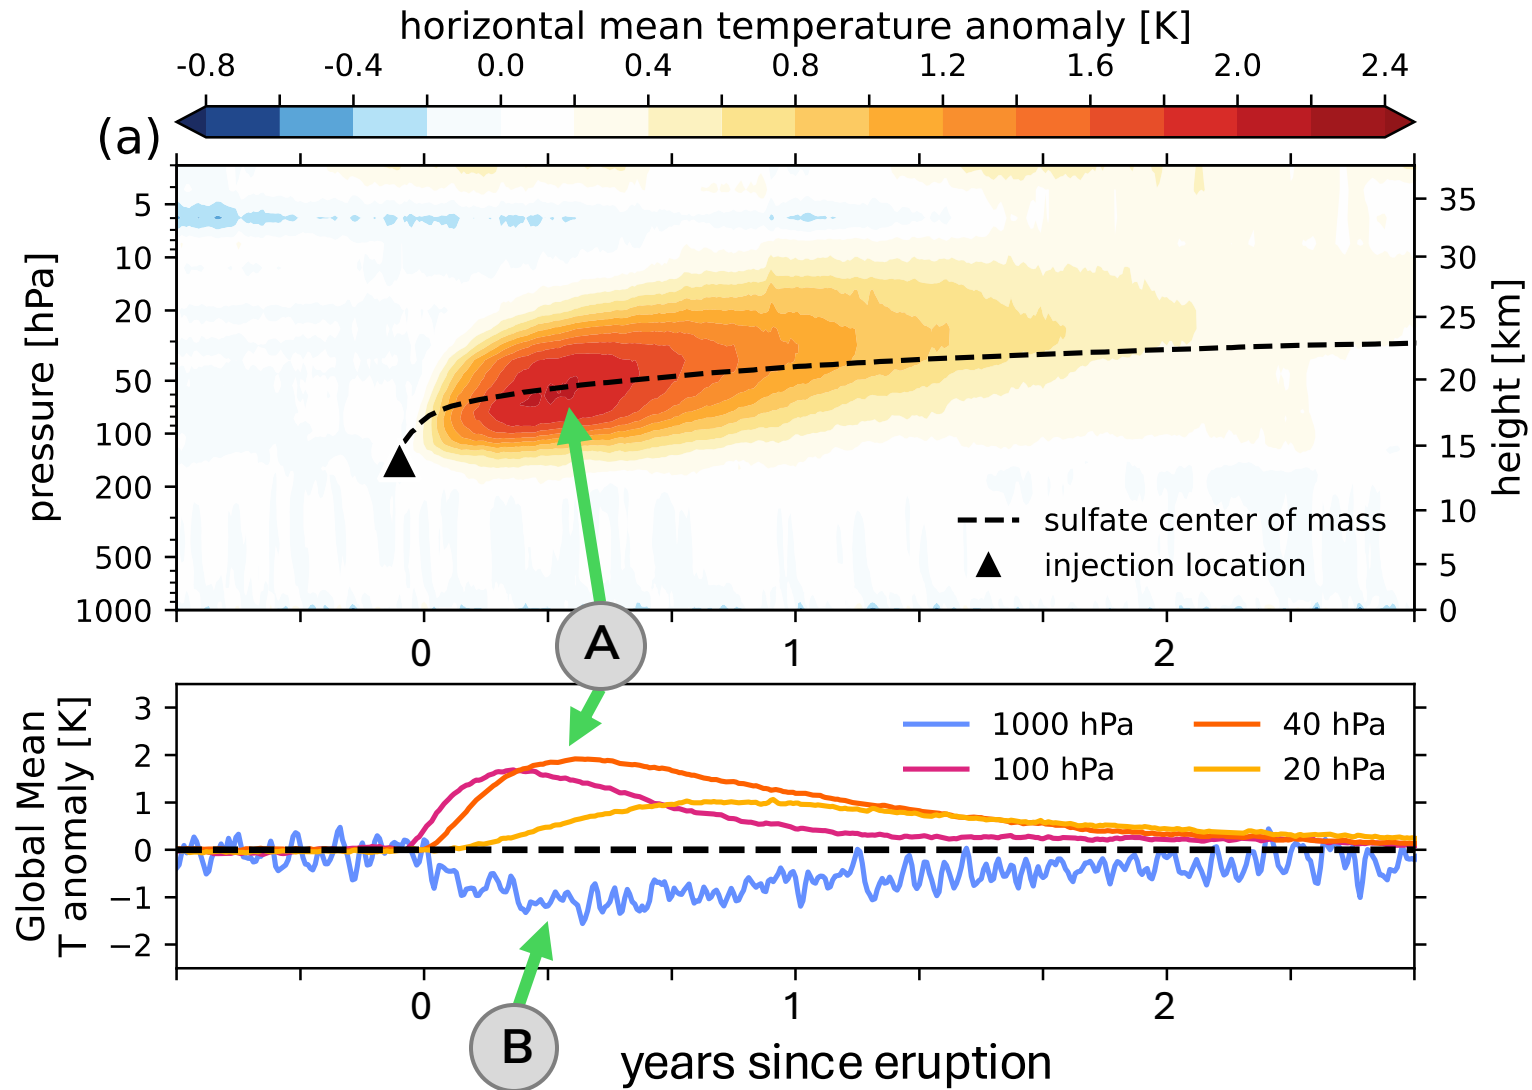 horizontal mean temperature anomaly [K]
-0.8 -0.4 0.0 0.4 0.8 1.2 1.6 2.0 2.4
(a)
5
10
20
50
100
200
500
1000
pressure [hPa]
35
30
25
20
15
10
5
0
height [km]
sulfate center of mass
injection location
0 1 2
A
3
2
1
0
−1
−2
Global Mean
T anomaly [K]
1000 hPa
100 hPa
40 hPa
20 hPa
0 1 2
B
years since eruption